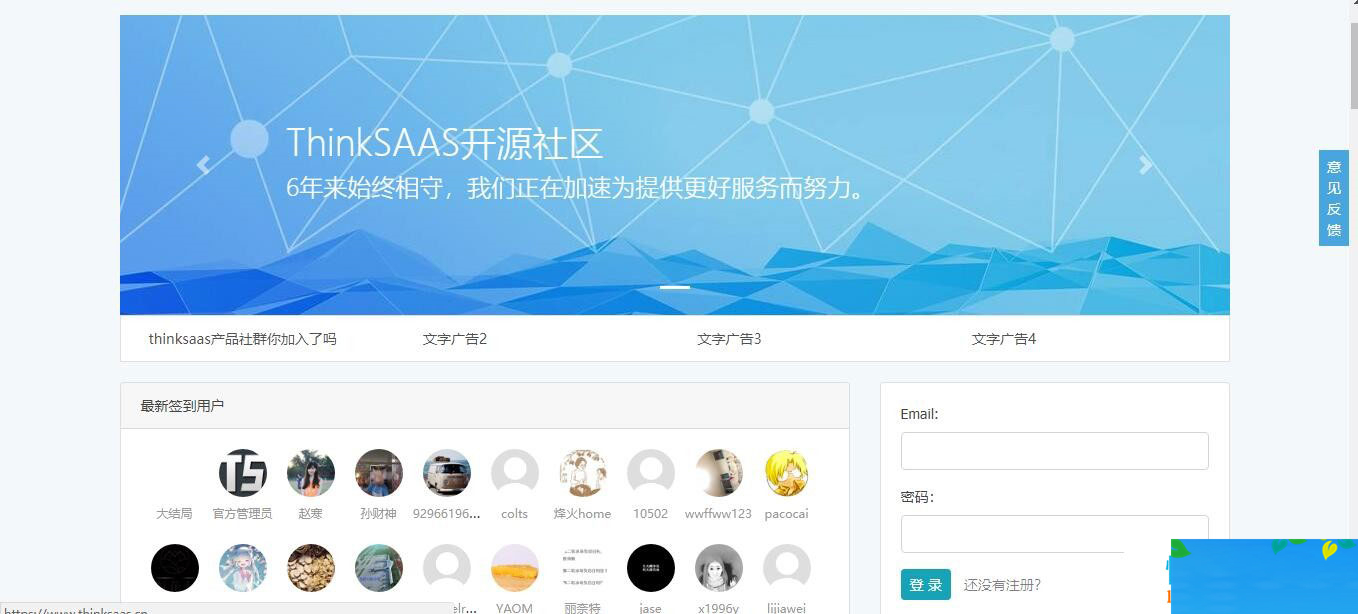 ThinkSAAS开源社区
6年来始终相守，我们正在加速为提供更好服务而努力。
意见反馈
thinksaas产品社群你加入了吗 文字广告2 文字广告3 文字广告4
最新签到用户
Email:
TS
大结局 官方管理员 赵寒 孙财神 92966196... colts 烽火home 10502 wwffww123 pacocai
密码：
登 录 还没有注册？
elr... YAOM 丽奈特 jase x1996y lijiawei
https://www.thinksaas.cn